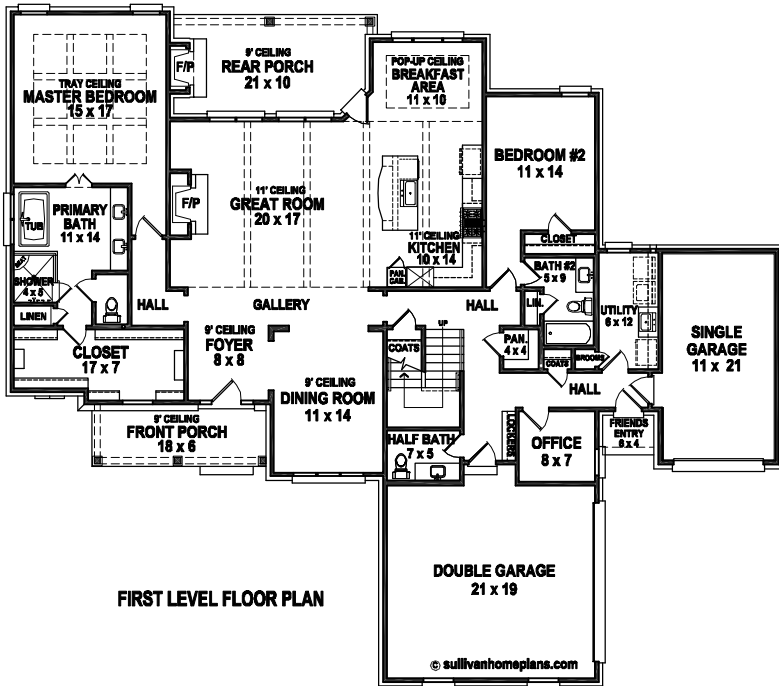 TRAY CEILING
MASTER BEDROOM
15 x 17
F/P
9' CEILING
REAR PORCH
21 x 10
POP-UP CEILING
BREAKFAST
AREA
11 x 10
BEDROOM #2
11 x 14
CLOSET
F/P
11' CEILING
GREAT ROOM
20 x 17
11' CEILING
KITCHEN
10 x 14
PAN.
CAB.
PRIMARY
BATH
11 x 14
TUB
SEAT
SHOWER
4 x 5
LINEN
HALL
GALLERY
HALL
LIN.
BATH #2
5 x 9
UTILITY
6 x 12
SINGLE
GARAGE
11 x 21
CLOSET
17 x 7
9' CEILING
FOYER
8 x 8
UP
COATS
PAN.
4 x 4
COATS
BROOMS
HALL
9' CEILING
DINING ROOM
11 x 14
9' CEILING
FRONT PORCH
18 x 6
HALF BATH
7 x 5
LOCKERS
OFFICE
8 x 7
FRIENDS
ENTRY
6 x 4
DOUBLE GARAGE
21 x 19
FIRST LEVEL FLOOR PLAN
© sullivanhomeplans.com